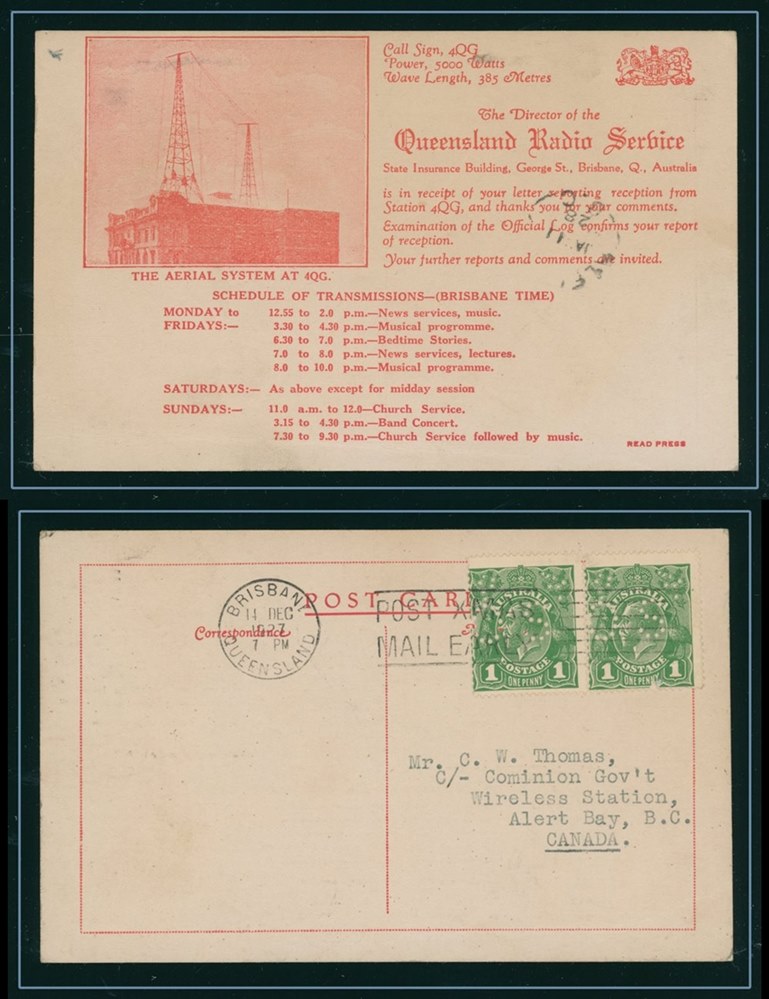 Call Sign, 4QG
Power, 5000 Watts
Wave Length, 385 Metres
The Director of the
Queensland Radio Service
State Insurance Building, George St., Brisbane, Q., Australia
is in receipt of your letter reporting reception from
Station 4QG, and thanks you for your comments.
Examination of the Official Log confirms your report
of reception.
Your further reports and comments are invited.
THE AERIAL SYSTEM AT 4QG.
SCHEDULE OF TRANSMISSIONS—(BRISBANE TIME)
MONDAY to 12.55 to 2.0 p.m.—News services, music.
FRIDAYS:— 3.30 to 4.30 p.m.—Musical programme.
6.30 to 7.0 p.m.—Bedtime Stories.
7.0 to 8.0 p.m.—News services, lectures.
8.0 to 10.0 p.m.—Musical programme.
SATURDAYS:— As above except for midday session
SUNDAYS:— 11.0 a.m. to 12.0—Church Service.
3.15 to 4.30 p.m.—Band Concert.
7.30 to 9.30 p.m.—Church Service followed by music.
READ PRESS
POST CARD
BRISBANE
14 DEC
1927
7 PM
QUEENSLAND
POST XMAS
MAIL EARLY
Correspondence
AUSTRALIA
1 POSTAGE 1
ONE PENNY
AUSTRALIA
1 POSTAGE 1
ONE PENNY
Mr. C. W. Thomas,
C/- Cominion Gov't
Wireless Station,
Alert Bay, B.C.
CANADA.